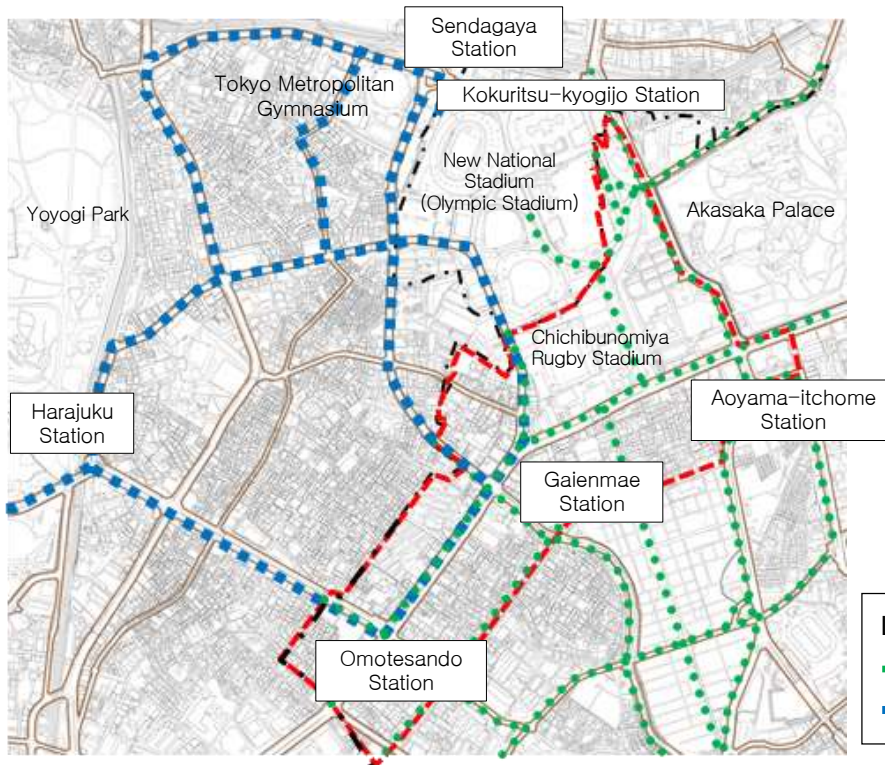 Sendagaya
Station
Tokyo Metropolitan
Gymnasium
Kokuritsu-kyogijo Station
New National
Stadium
(Olympic Stadium)
Yoyogi Park
Akasaka Palace
Chichibunomiya
Rugby Stadium
Harajuku
Station
Aoyama-itchome
Station
Gaienmae
Station
Omotesando
Station